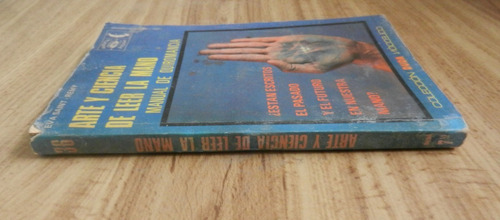 ARTE Y CIENCIA
DE LEER LA MANO
MANUAL DE QUIROMANCIA
¿ESTAN ESCRITOS
EL PASADO
Y EL FUTURO
EN NUESTRA
MANO?
COLECCION
ARTE Y CIENCIA DE LEER LA MANO